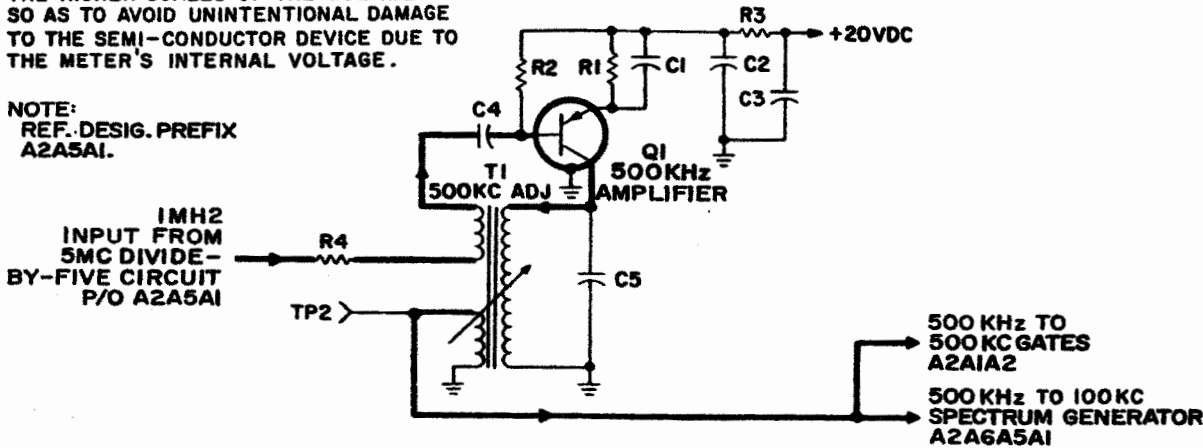 SO AS TO AVOID UNINTENTIONAL DAMAGE
TO THE SEMI-CONDUCTOR DEVICE DUE TO
THE METER'S INTERNAL VOLTAGE.
NOTE:
REF. DESIG. PREFIX
A2A5A1.
R3
+20VDC
R2
R1
C1
C2
C3
C4
Q1
500KHz
AMPLIFIER
T1
500KC ADJ
1MH2
INPUT FROM
5MC DIVIDE-
BY-FIVE CIRCUIT
P/O A2A5A1
R4
C5
TP2
500 KHz TO
500 KC GATES
A2A1A2
500 KHz TO 100KC
SPECTRUM GENERATOR
A2A6A5A1